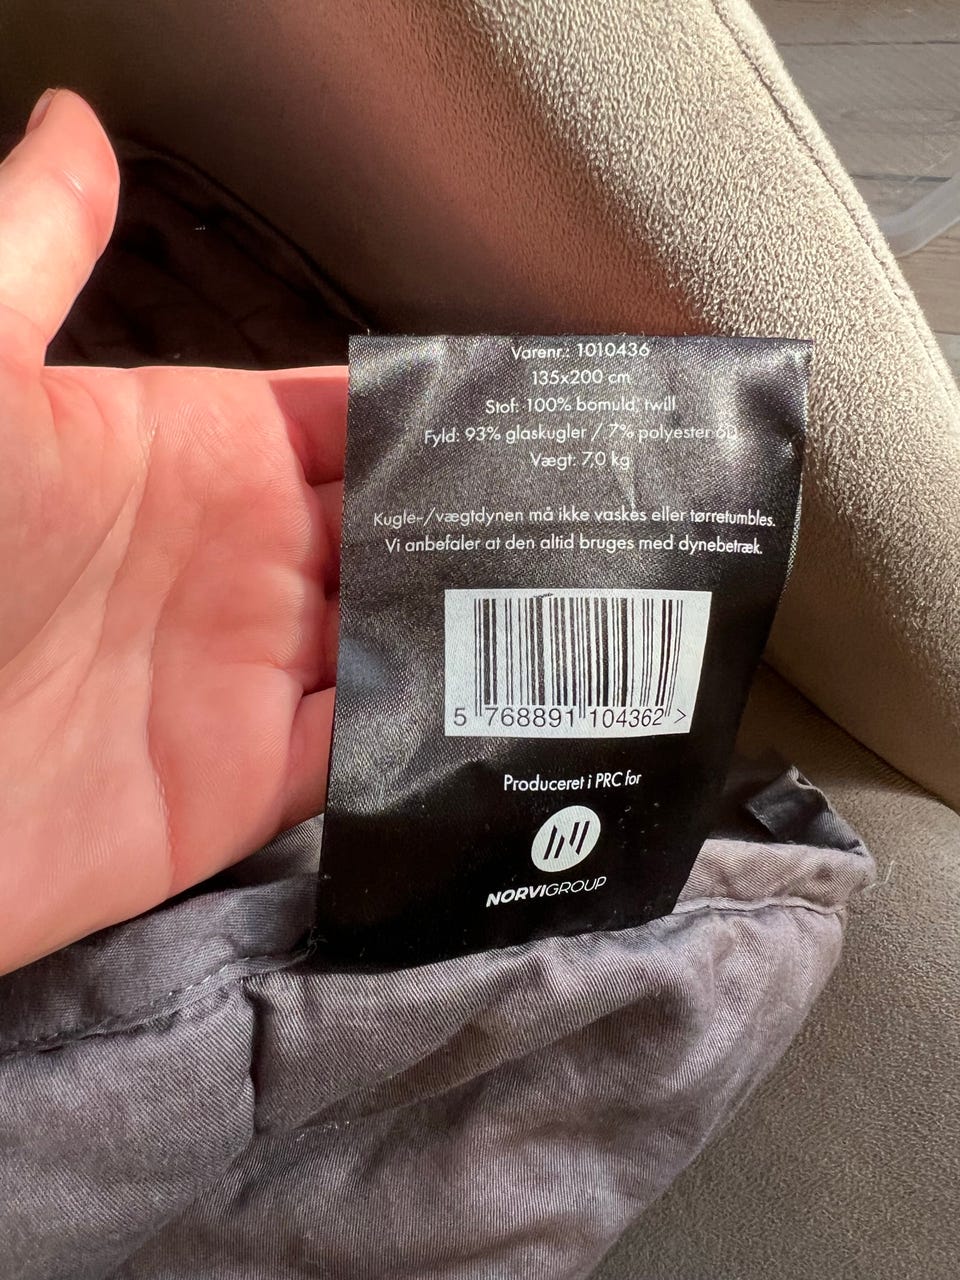 Varenr.: 1010436
135x200 cm
Stof: 100% bomuld, twill
Fyld: 93% glaskugler / 7% polyester
Vægt: 7,0 kg
Kugle-/vægtdynen må ikke vaskes eller tørretumbles.
Vi anbefaler at den altid bruges med dynebetræk.
5 768891 104362 >
Produceret i PRC for
NORVIGROUP